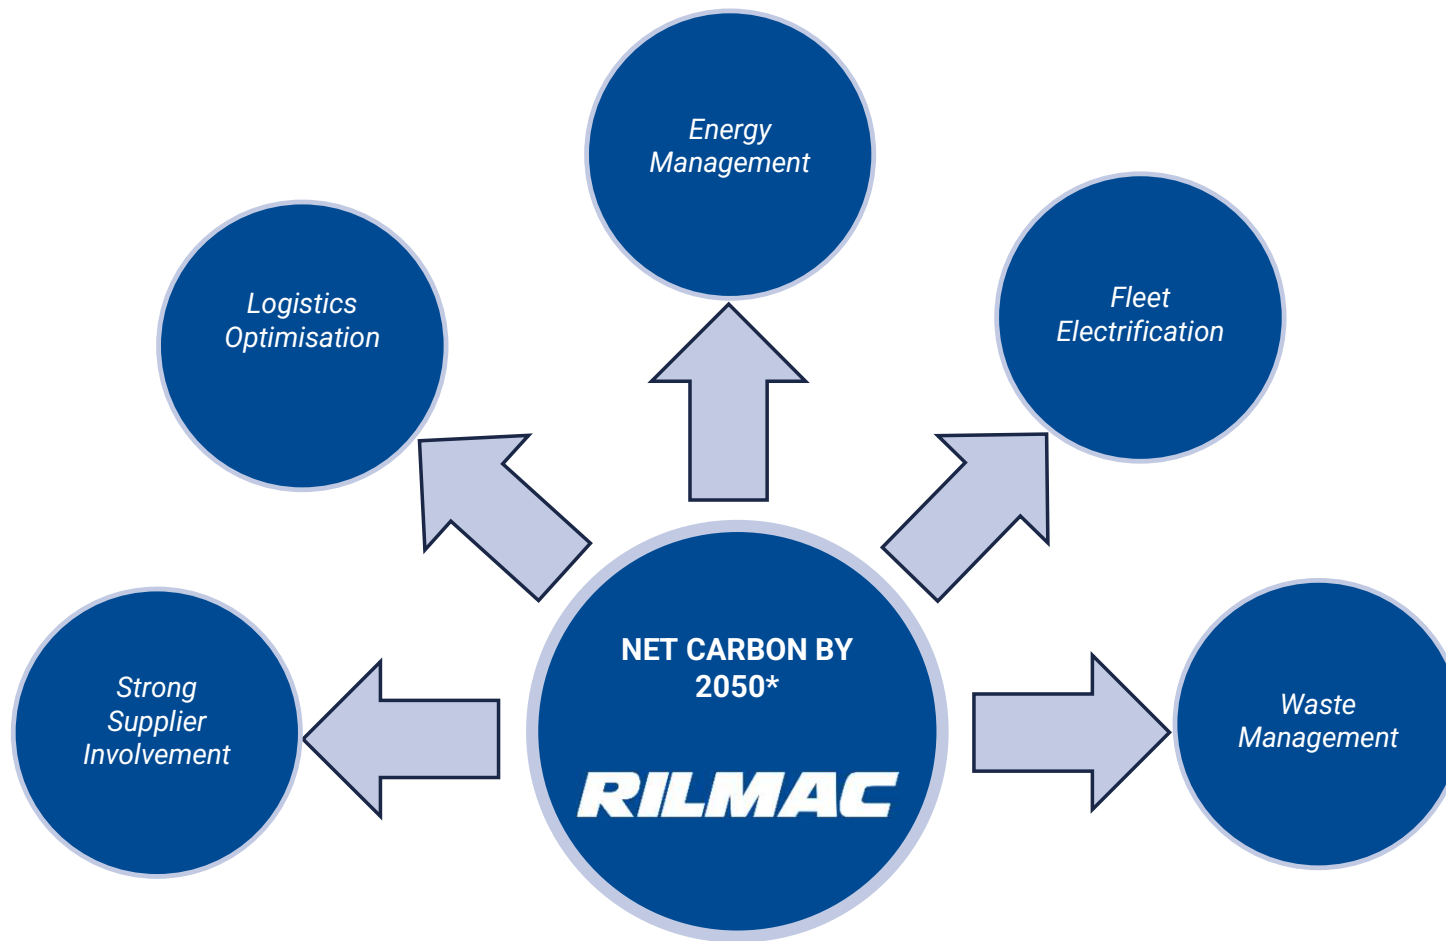 Energy
Management
Logistics
Optimisation
Fleet
Electrification
Strong
Supplier
Involvement
NET CARBON BY
2050*
RILMAC
Waste
Management